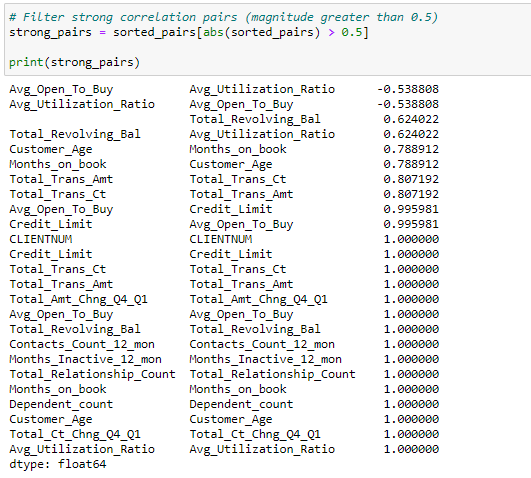 # Filter strong correlation pairs (magnitude greater than 0.5)
strong_pairs = sorted_pairs[abs(sorted_pairs) > 0.5]
print(strong_pairs)
Avg_Open_To_Buy Avg_Utilization_Ratio -0.538808
Avg_Utilization_Ratio Avg_Open_To_Buy -0.538808
Total_Revolving_Bal 0.624022
Total_Revolving_Bal Avg_Utilization_Ratio 0.624022
Customer_Age Months_on_book 0.788912
Months_on_book Customer_Age 0.788912
Total_Trans_Amt Total_Trans_Ct 0.807192
Total_Trans_Ct Total_Trans_Amt 0.807192
Avg_Open_To_Buy Credit_Limit 0.995981
Credit_Limit Avg_Open_To_Buy 0.995981
CLIENTNUM CLIENTNUM 1.000000
Credit_Limit Credit_Limit 1.000000
Total_Trans_Ct Total_Trans_Ct 1.000000
Total_Trans_Amt Total_Trans_Amt 1.000000
Total_Amt_Chng_Q4_Q1 Total_Amt_Chng_Q4_Q1 1.000000
Avg_Open_To_Buy Avg_Open_To_Buy 1.000000
Total_Revolving_Bal Total_Revolving_Bal 1.000000
Contacts_Count_12_mon Contacts_Count_12_mon 1.000000
Months_Inactive_12_mon Months_Inactive_12_mon 1.000000
Total_Relationship_Count Total_Relationship_Count 1.000000
Months_on_book Months_on_book 1.000000
Dependent_count Dependent_count 1.000000
Customer_Age Customer_Age 1.000000
Total_Ct_Chng_Q4_Q1 Total_Ct_Chng_Q4_Q1 1.000000
Avg_Utilization_Ratio Avg_Utilization_Ratio 1.000000
dtype: float64